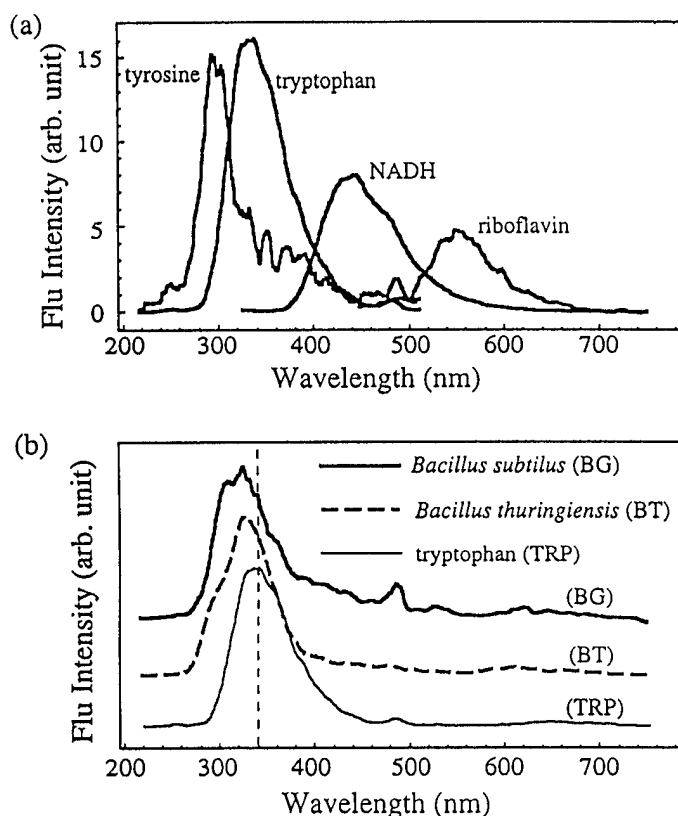 (a)
Flu Intensity (arb. unit)
15
10
5
0
tyrosine
tryptophan
NADH
riboflavin
200 300 400 500 600 700
Wavelength (nm)
(b)
Flu Intensity (arb. unit)
Bacillus subtilus (BG)
Bacillus thuringiensis (BT)
tryptophan (TRP)
(BG)
(BT)
(TRP)
200 300 400 500 600 700
Wavelength (nm)